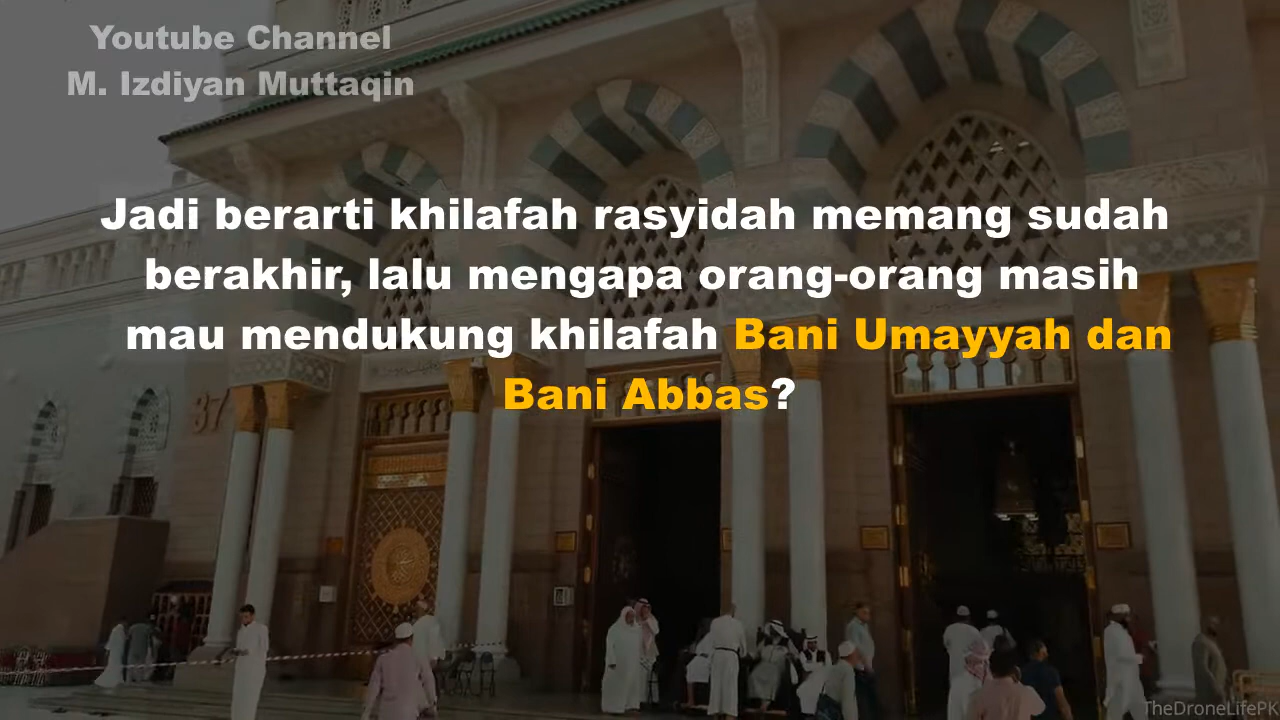 Youtube Channel
M. Izdiyan Muttaqin
Jadi berarti khilafah rasyidah memang sudah
berakhir, lalu mengapa orang-orang masih
mau mendukung khilafah Bani Umayyah dan
Bani Abbas?
37
TheDroneLifePK